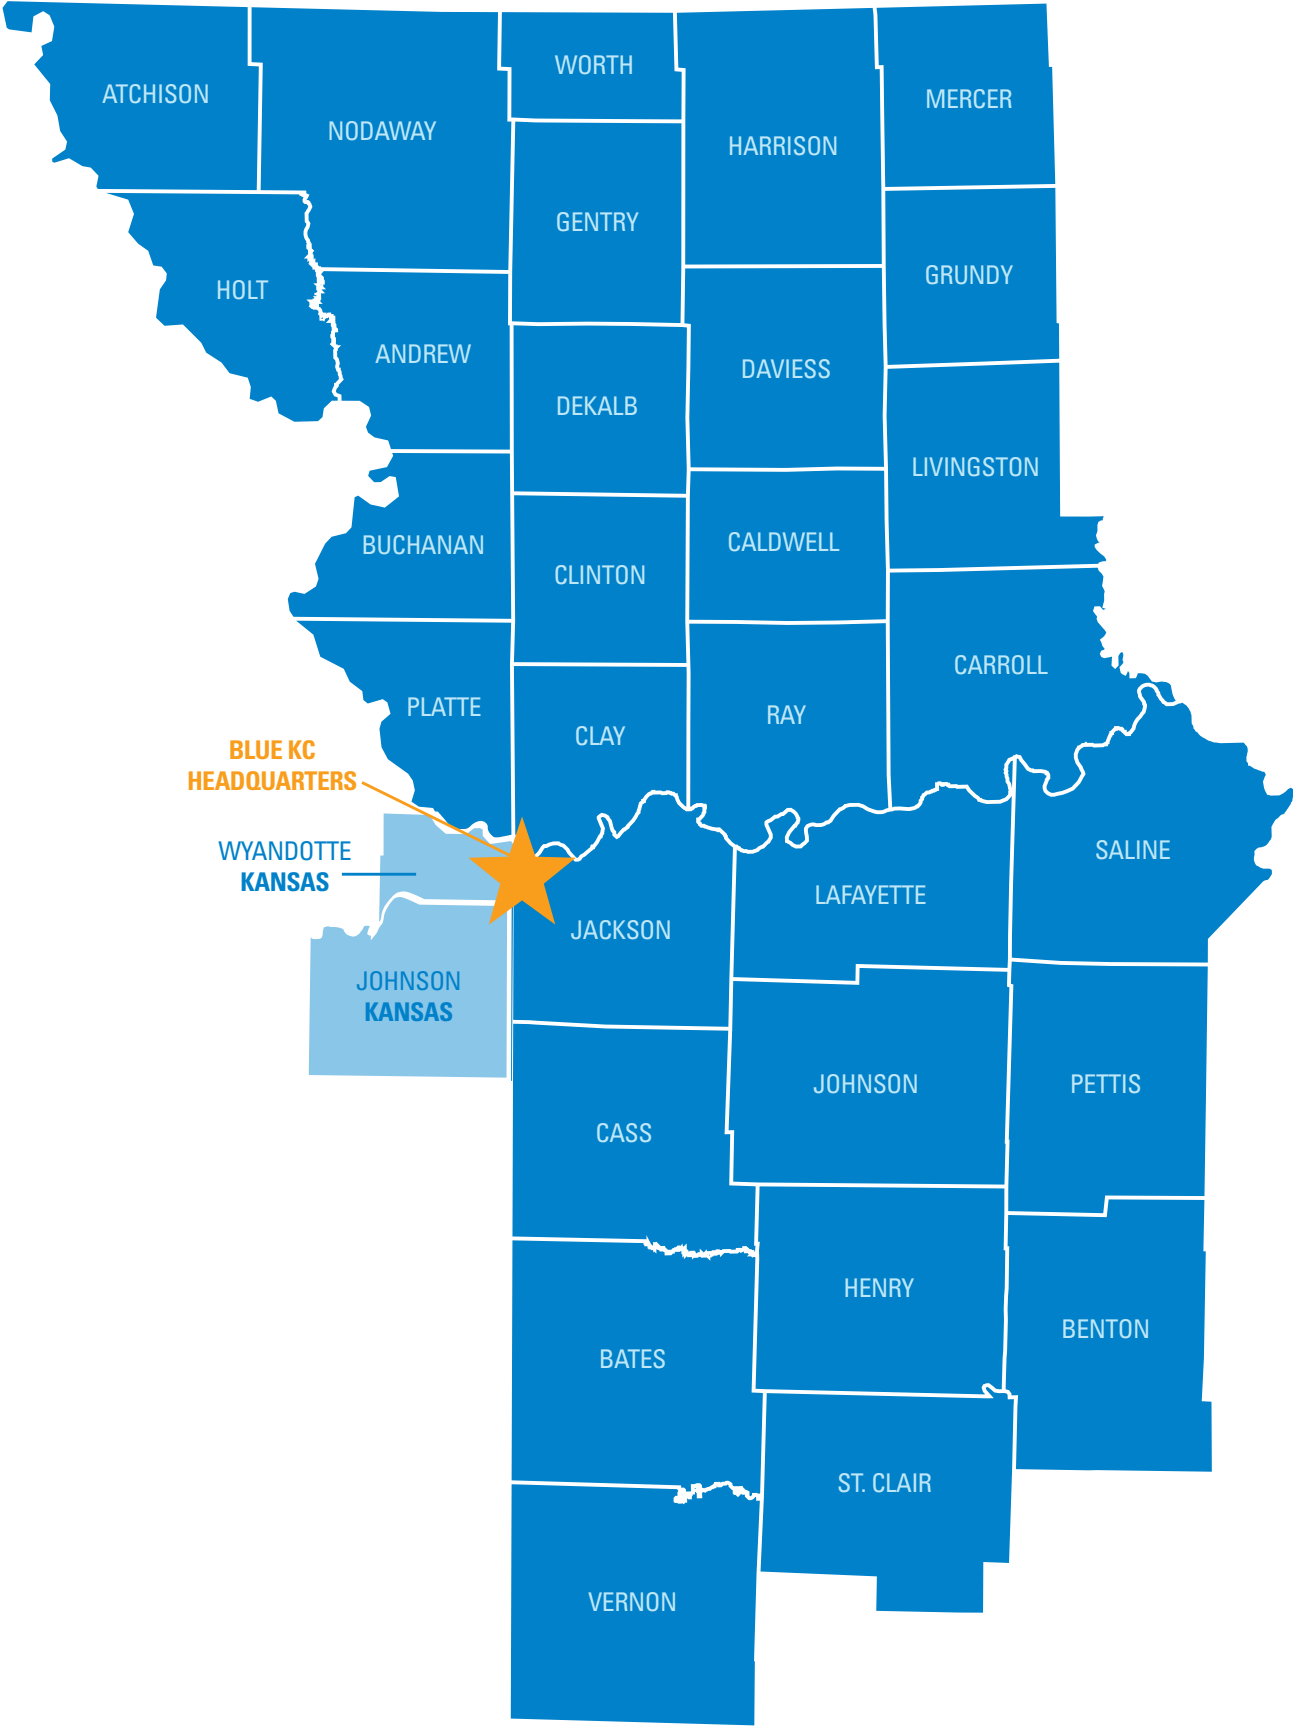 WORTH
ATCHISON
MERCER
NODAWAY
HARRISON
GENTRY
GRUNDY
HOLT
ANDREW
DAVIESS
DEKALB
LIVINGSTON
CALDWELL
BUCHANAN
CLINTON
CARROLL
PLATTE
RAY
CLAY
BLUE KC
HEADQUARTERS
WYANDOTTE
KANSAS
SALINE
LAFAYETTE
JACKSON
JOHNSON
KANSAS
JOHNSON
PETTIS
CASS
HENRY
BENTON
BATES
ST. CLAIR
VERNON